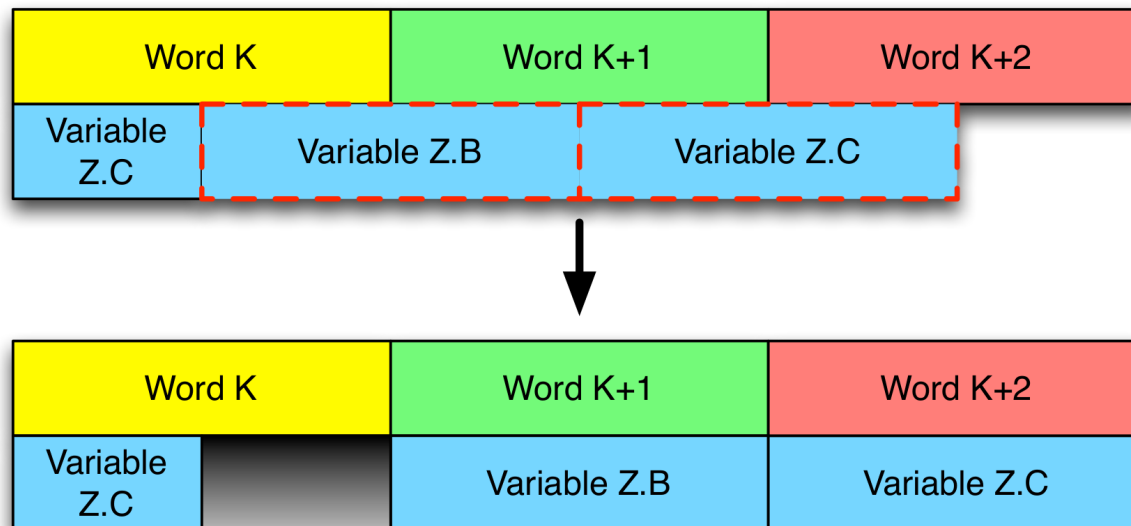 Word K
Word K+1
Word K+2
Variable
Z.C
Variable Z.B
Variable Z.C
Word K
Word K+1
Word K+2
Variable
Z.C
Variable Z.B
Variable Z.C